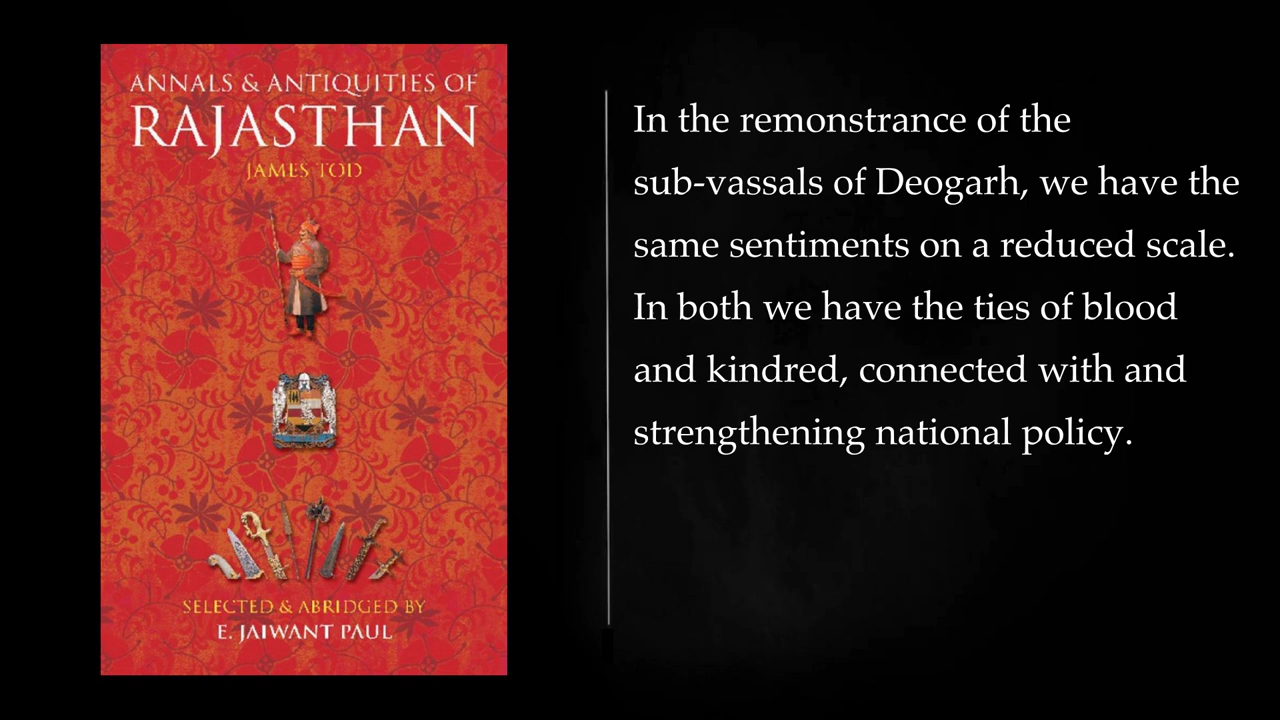 ANNALS & ANTIQUITIES OF
RAJASTHAN
JAMES TOD
SELECTED & ABRIDGED BY
E. JAIWANT PAUL
In the remonstrance of the
sub-vassals of Deogarh, we have the
same sentiments on a reduced scale.
In both we have the ties of blood
and kindred, connected with and
strengthening national policy.